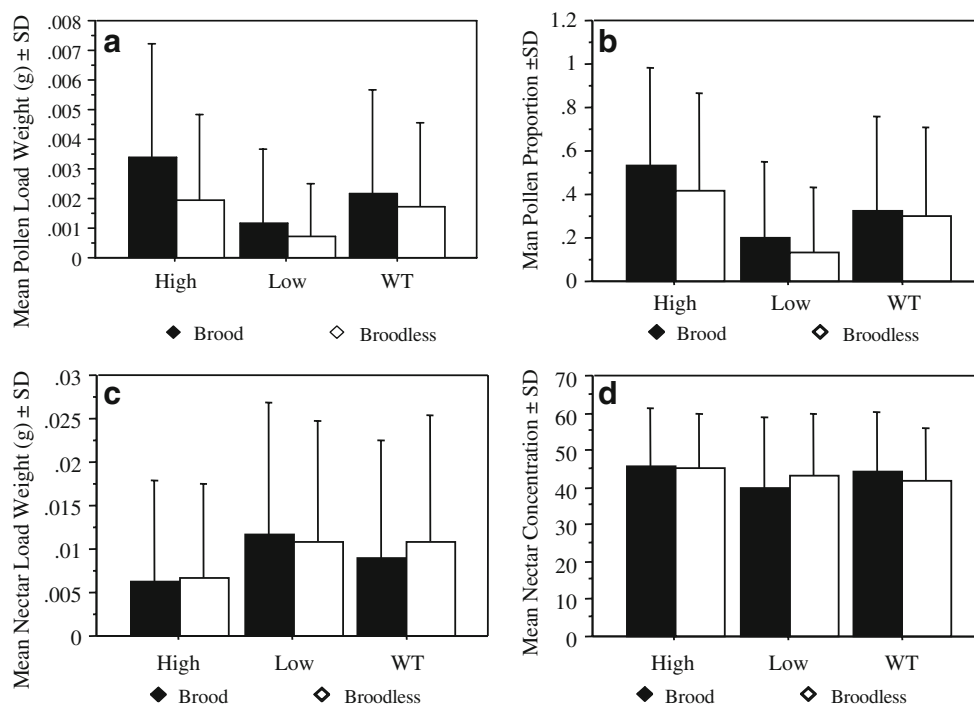 a
Mean Pollen Load Weight (g) ± SD
.008
.007
.006
.005
.004
.003
.002
.001
0
High Low WT
Brood Broodless
b
Man Pollen Proportion ±SD
1.2
1
.8
.6
.4
.2
0
High Low WT
Brood Broodless
c
Mean Nectar Load Weight (g) ± SD
.03
.025
.02
.015
.01
.005
0
High Low WT
Brood Broodless
d
Mean Nectar Concentration ± SD
70
60
50
40
30
20
10
0
High Low WT
Brood Broodless